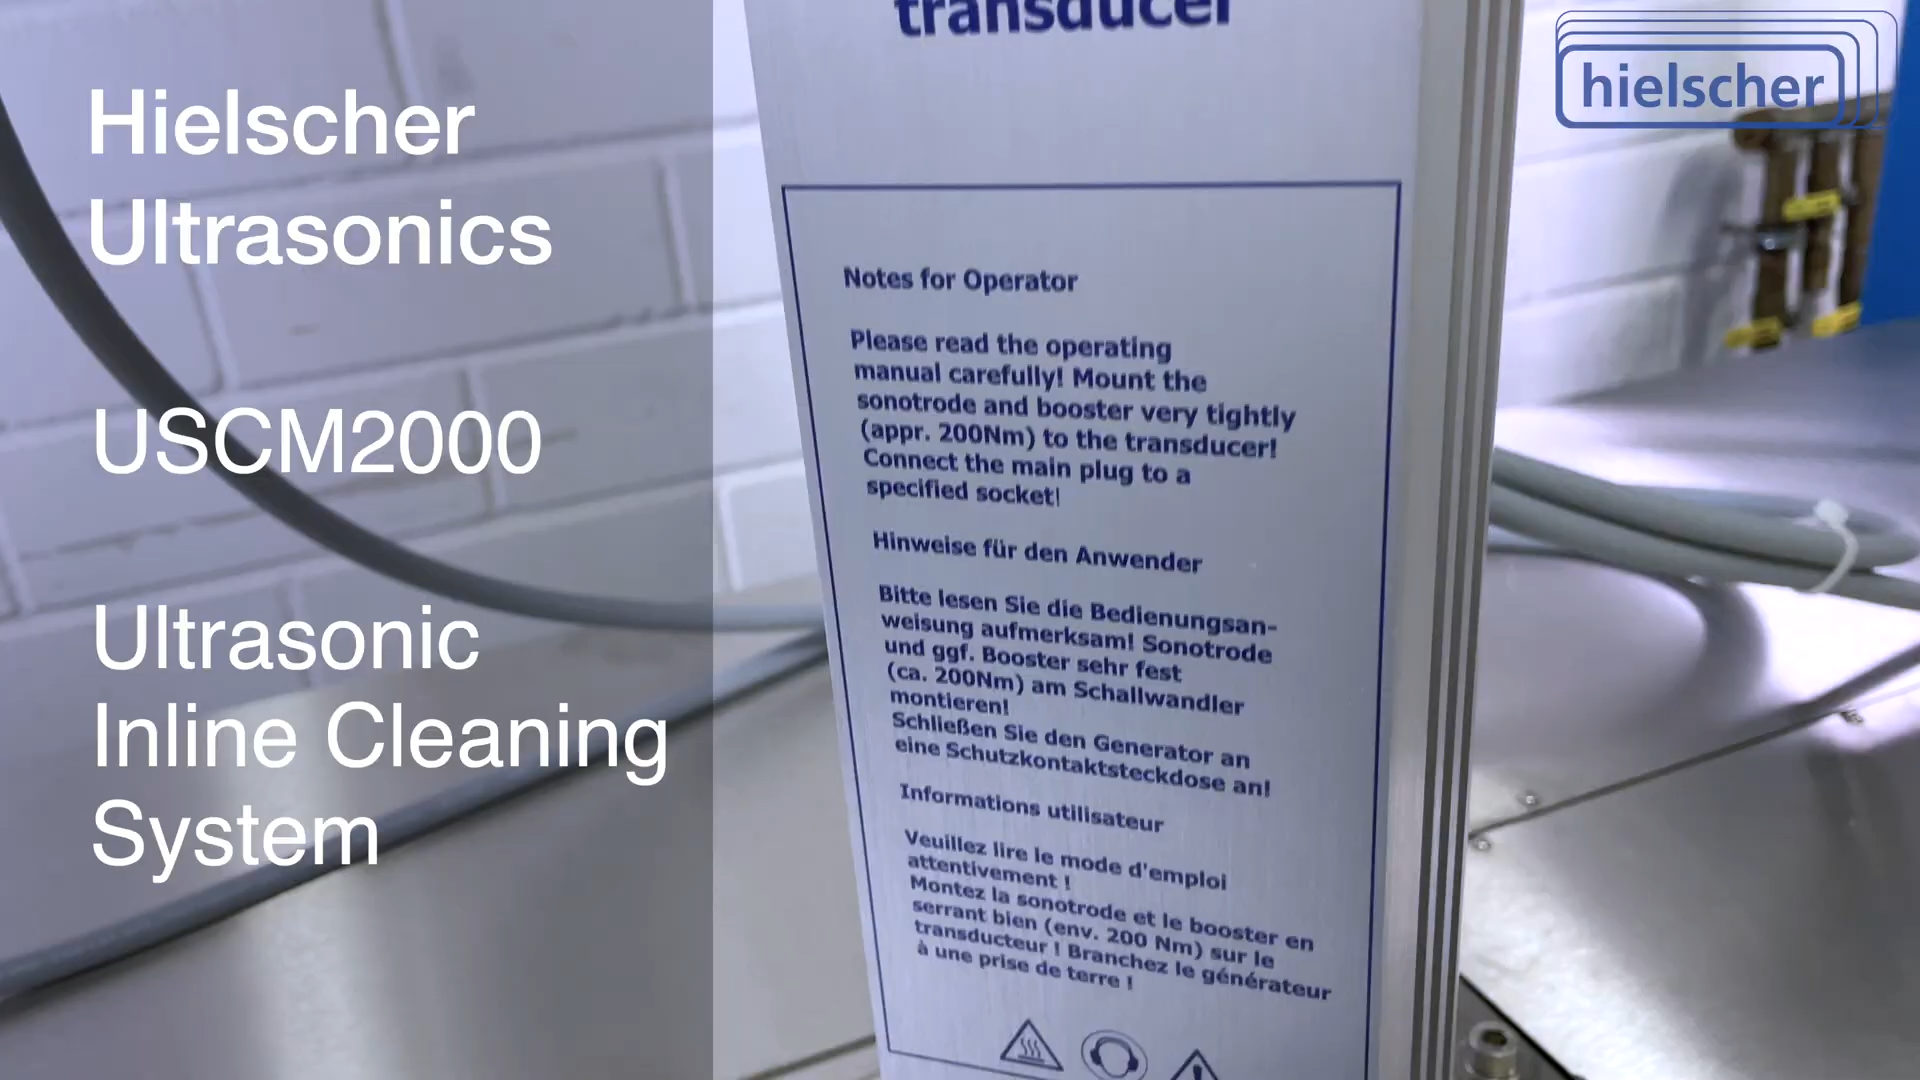 Hielscher
Ultrasonics
USCM2000
Ultrasonic
Inline Cleaning
System
transducer
hielscher
Notes for Operator
Please read the operating
manual carefully! Mount the
sonotrode and booster very tightly
(appr. 200Nm) to the transducer!
Connect the main plug to a
specified socket!
Hinweise für den Anwender
Bitte lesen Sie die Bedienungsan-
weisung aufmerksam! Sonotrode
und ggf. Booster sehr fest
(ca. 200Nm) am Schallwandler
montieren!
Schließen Sie den Generator an
eine Schutzkontaktsteckdose an!
Informations utilisateur
Veuillez lire le mode d'emploi
attentivement !
Montez la sonotrode et le booster en
serrant bien (env. 200 Nm) sur le
transducteur ! Branchez le générateur
à une prise de terre !